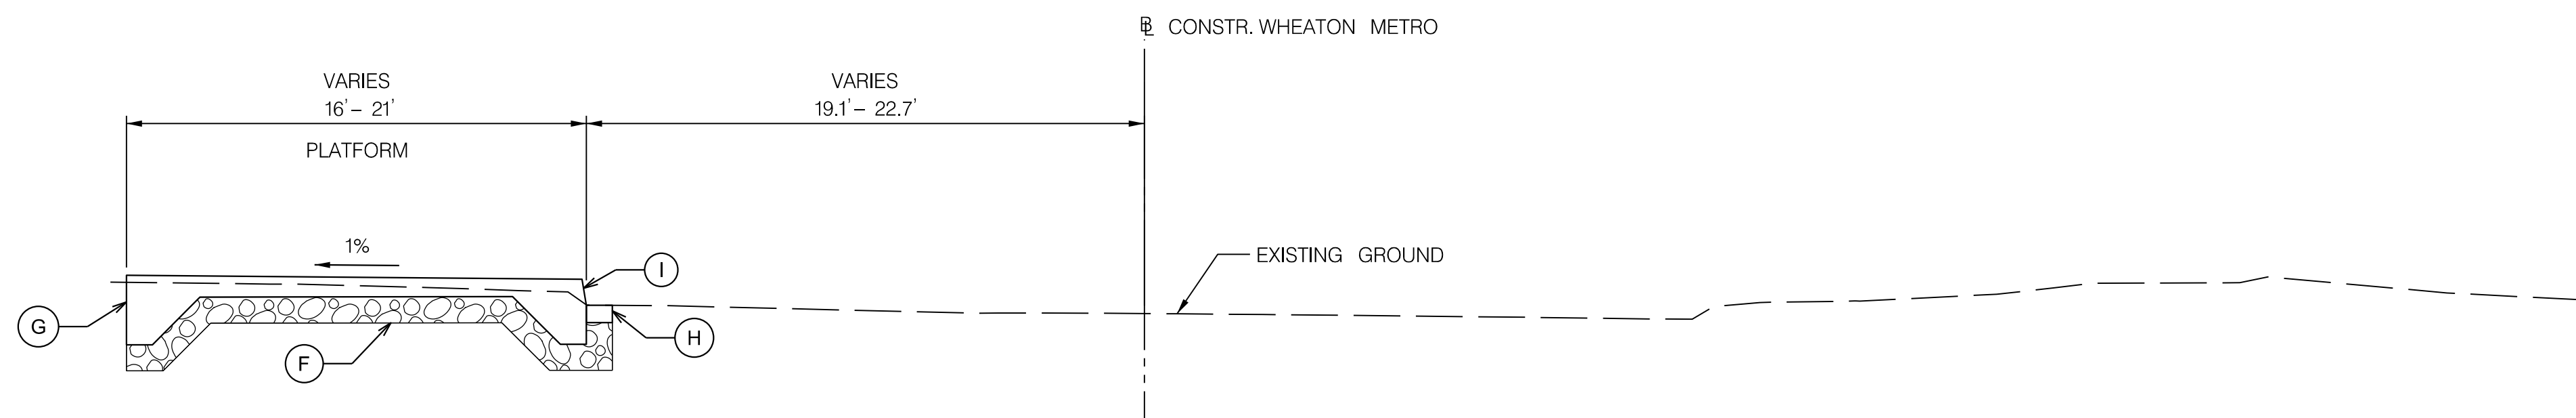 ℄ CONSTR. WHEATON METRO
VARIES
16'- 21'
PLATFORM
VARIES
19.1'- 22.7'
1%
EXISTING GROUND
I
G
H
F